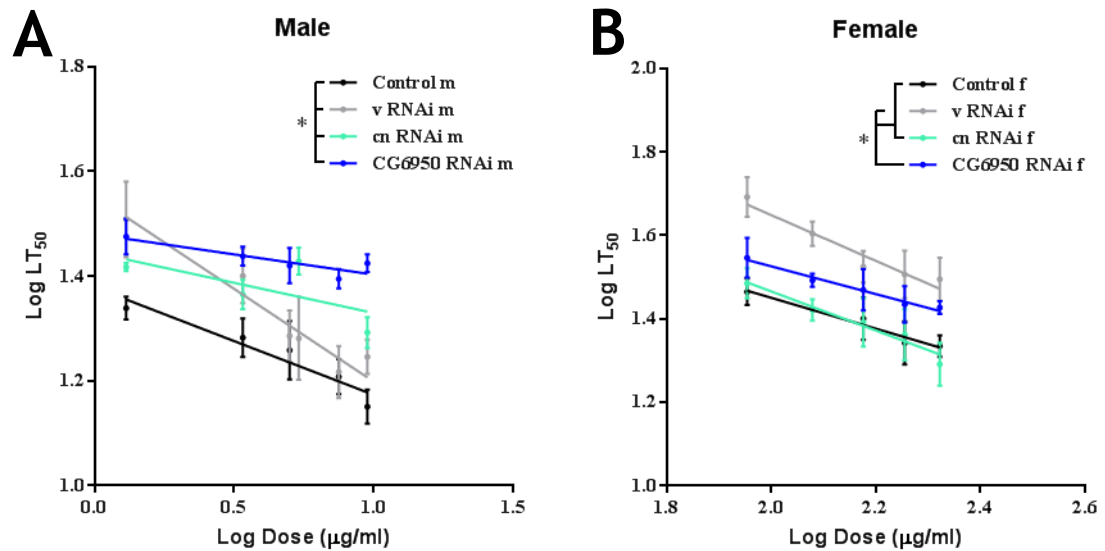 A
Male
1.8
1.6
1.4
1.2
1.0
Log LT50
0.0
0.5
1.0
1.5
Log Dose (μg/ml)
*
Control m
v RNAi m
cn RNAi m
CG6950 RNAi m
B
Female
2.0
1.8
1.6
1.4
1.2
1.0
Log LT50
1.8
2.0
2.2
2.4
2.6
Log Dose (μg/ml)
*
Control f
v RNAi f
cn RNAi f
CG6950 RNAi f